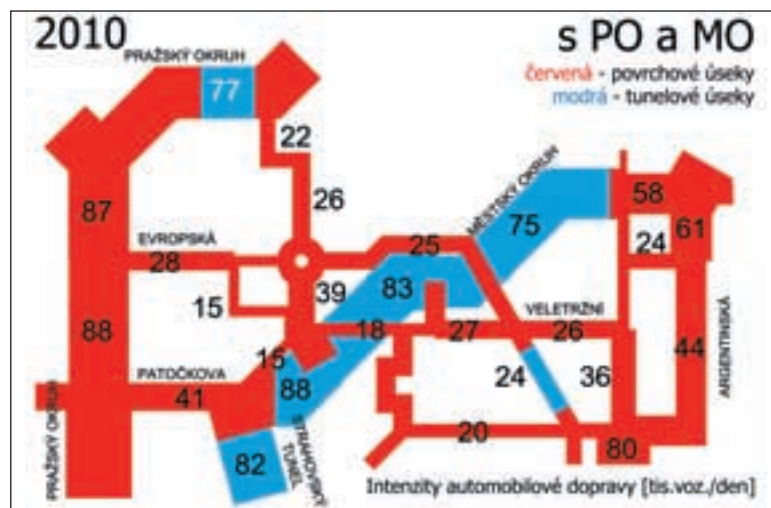 2010
s PO a MO
PRAŽSKÝ OKRUH
červená - povrchové úseky
modrá - tunelové úseky
77
22
87
26
MĚSTSKÝ OKRUH
75
58
61
24
EVROPSKÁ
28
25
15
39
83
88
18
27
VELETRŽNÍ
26
ARGENTINSKÁ
44
15
PATOČKOVA
41
88
24
36
PRAŽSKÝ OKRUH
82
STRAHOVSKÝ
TUNEL
20
80
Intenzity automobilové dopravy [tis.voz./den]